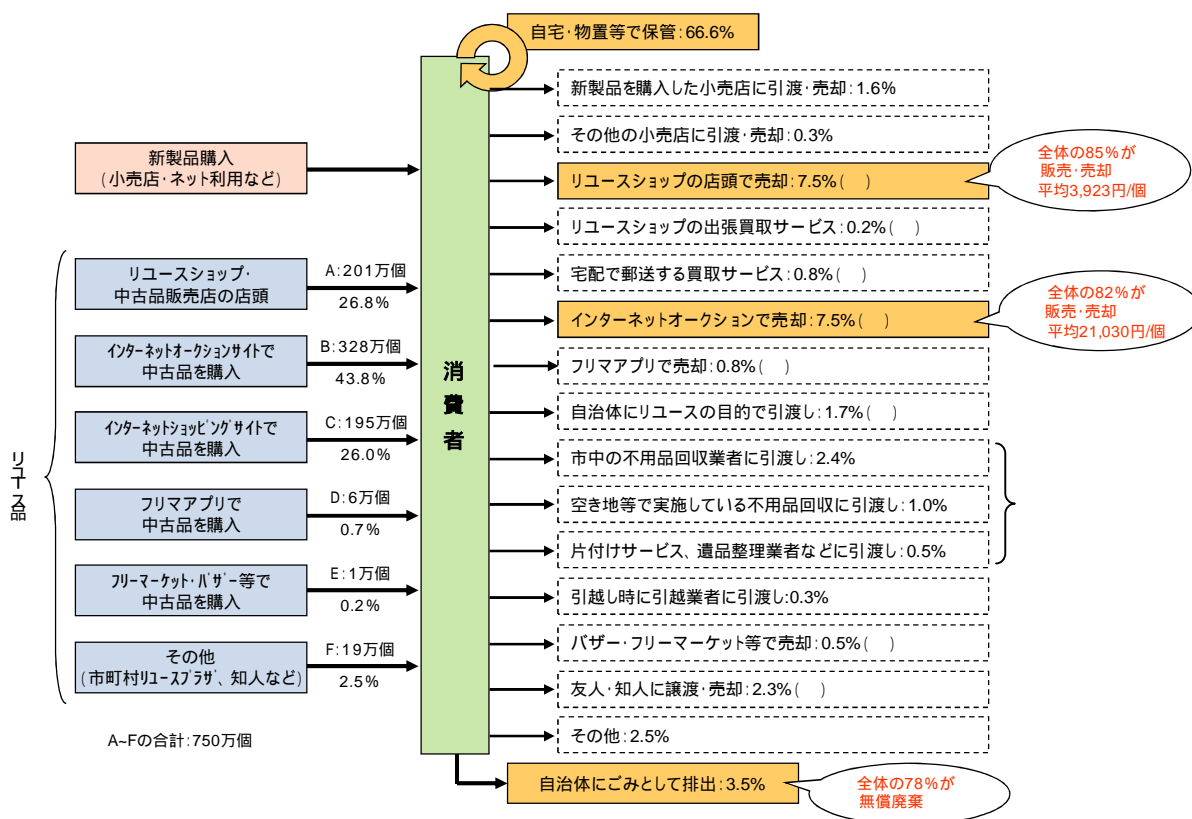 自宅・物置等で保管:66.6%
新製品を購入した小売店に引渡・売却:1.6%
その他の小売店に引渡・売却:0.3%
新製品購入
(小売店・ネット利用など)
リユースショップの店頭で売却:7.5%( )
全体の85%が
販売・売却
平均3,923円/個
リユースショップの出張買取サービス:0.2%( )
リユース品
リユースショップ・
中古品販売店の店頭
A:201万個
26.8%
宅配で郵送する買取サービス:0.8%( )
インターネットオークションで売却:7.5%( )
全体の82%が
販売・売却
平均21,030円/個
インターネットオークションサイトで
中古品を購入
B:328万個
43.8%
消費者
フリマアプリで売却:0.8%( )
自治体にリユースの目的で引渡し:1.7%( )
インターネットショッピングサイトで
中古品を購入
C:195万個
26.0%
市中の不用品回収業者に引渡し:2.4%
フリマアプリで
中古品を購入
D:6万個
0.7%
空き地等で実施している不用品回収に引渡し:1.0%
片付けサービス、遺品整理業者などに引渡し:0.5%
フリーマーケット・バザー等で
中古品を購入
E:1万個
0.2%
引越し時に引越業者に引渡し:0.3%
バザー・フリーマーケット等で売却:0.5%( )
その他
(市町村リユースプラザ、知人など)
F:19万個
2.5%
友人・知人に譲渡・売却:2.3%( )
その他:2.5%
A~Fの合計:750万個
自治体にごみとして排出:3.5%
全体の78%が
無償廃棄